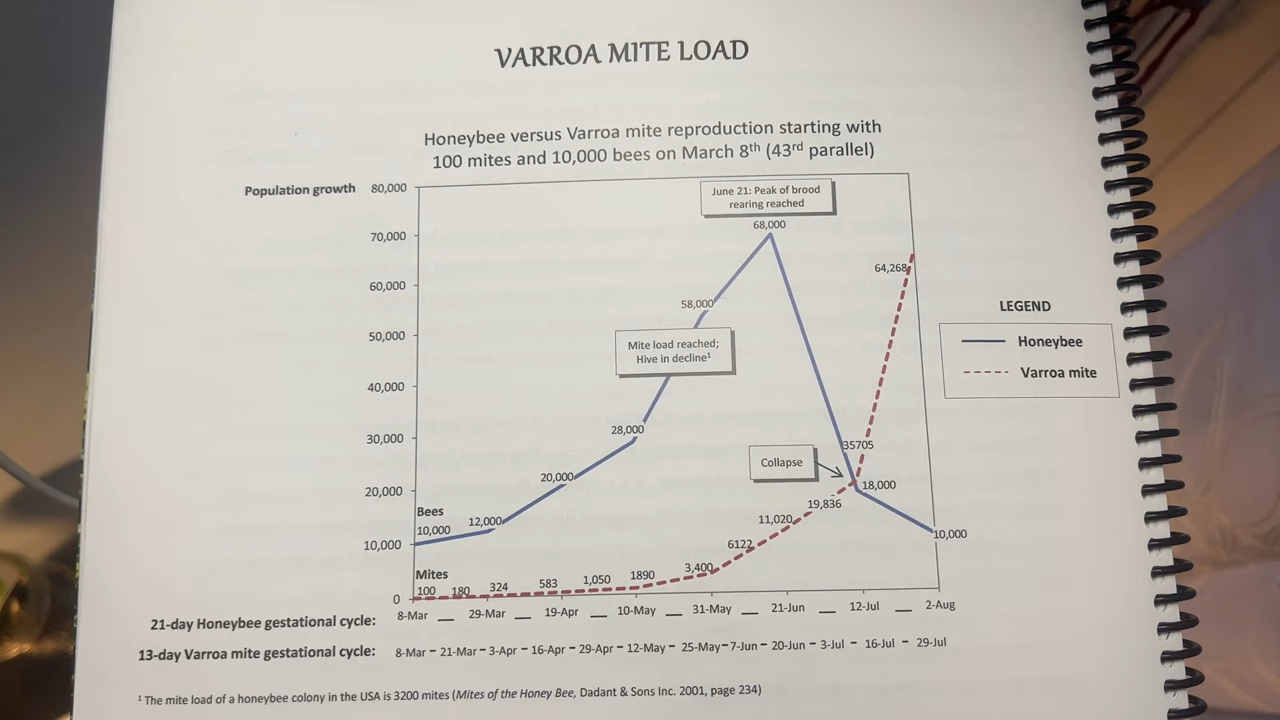 VARROA MITE LOAD
Honeybee versus Varroa mite reproduction starting with
100 mites and 10,000 bees on March 8th (43rd parallel)
Population growth
80,000
70,000
60,000
50,000
40,000
30,000
20,000
10,000
0
June 21: Peak of brood
rearing reached
68,000
64,268
58,000
Mite load reached;
Hive in decline1
28,000
35705
Collapse
20,000
18,000
19,836
Bees
10,000
12,000
11,020
10,000
6122
Mites
100
180
324
583
1,050
1890
3,400
LEGEND
Honeybee
Varroa mite
21-day Honeybee gestational cycle: 8-Mar — 29-Mar — 19-Apr — 10-May — 31-May — 21-Jun — 12-Jul — 2-Aug
13-day Varroa mite gestational cycle: 8-Mar – 21-Mar – 3-Apr – 16-Apr – 29-Apr – 12-May – 25-May – 7-Jun – 20-Jun – 3-Jul – 16-Jul – 29-Jul
1 The mite load of a honeybee colony in the USA is 3200 mites (Mites of the Honey Bee, Dadant & Sons Inc. 2001, page 234)